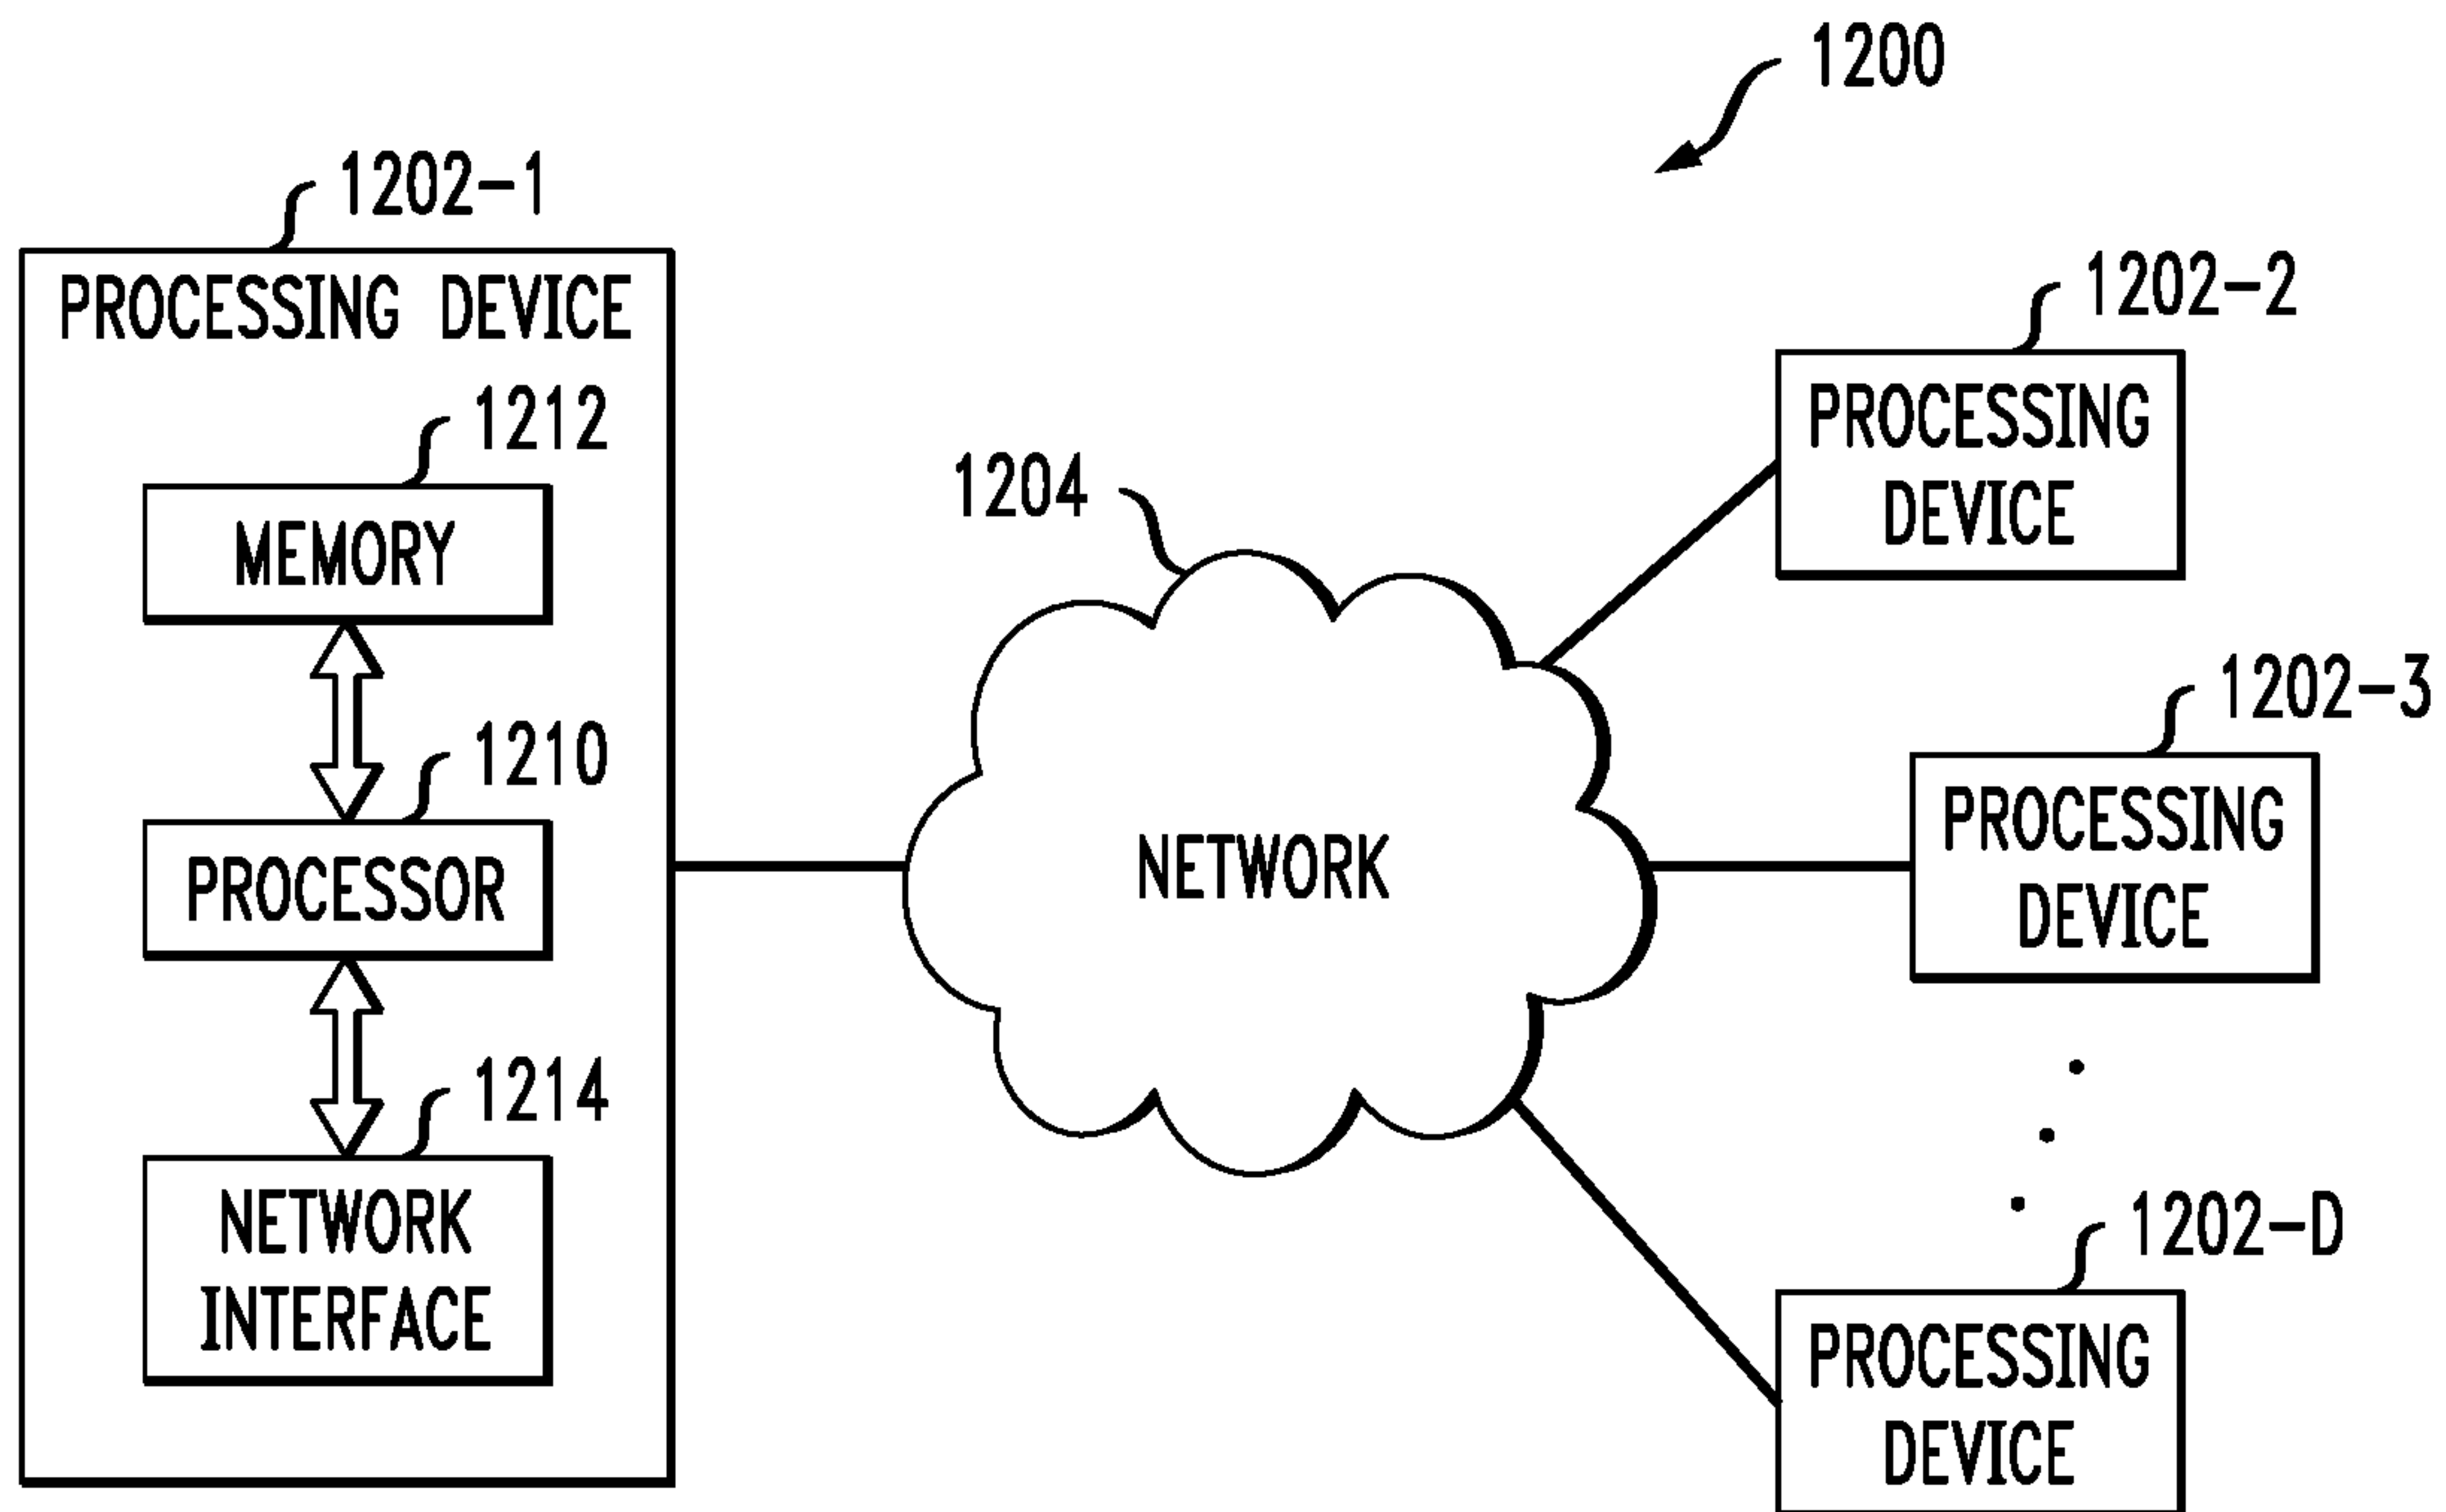 1200
1202-1
PROCESSING DEVICE
1212
MEMORY
1210
PROCESSOR
1214
NETWORK
INTERFACE
1204
NETWORK
1202-2
PROCESSING
DEVICE
1202-3
PROCESSING
DEVICE
1202-D
PROCESSING
DEVICE